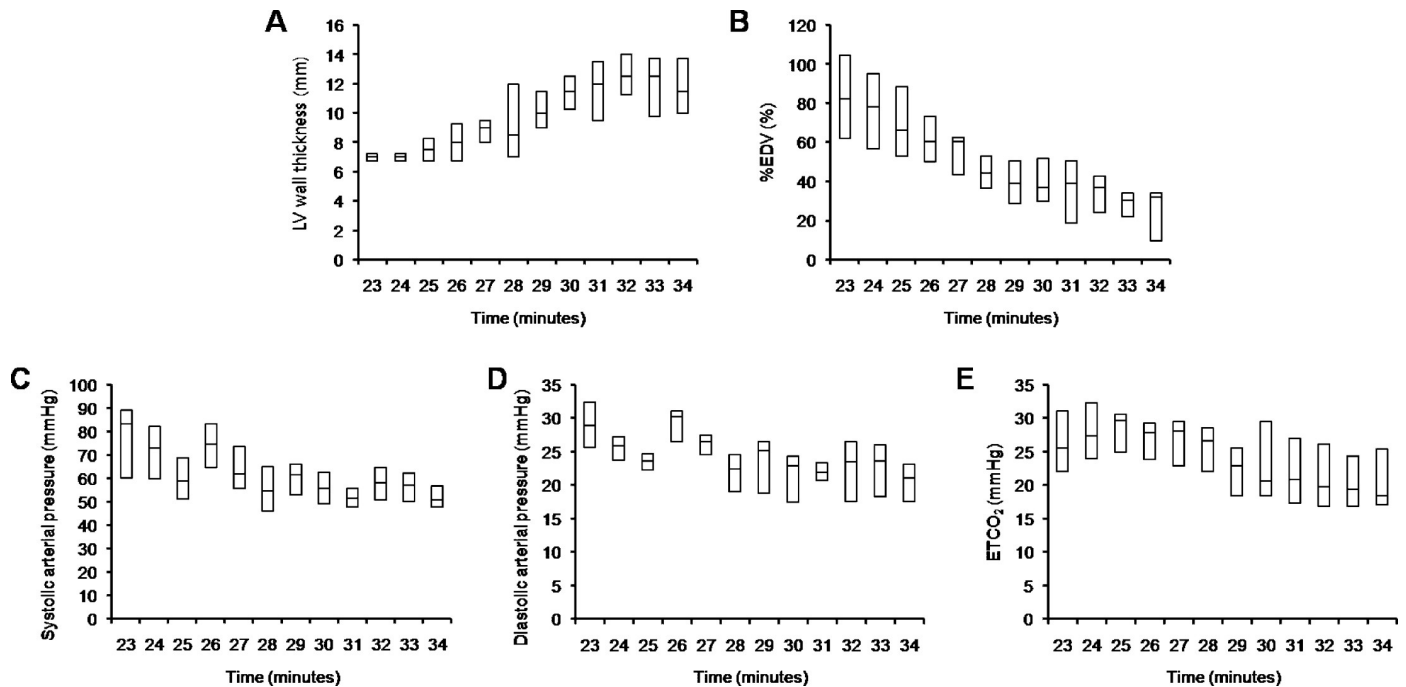 A
LV wall thickness (mm)
16
14
12
10
8
6
4
2
0
23 24 25 26 27 28 29 30 31 32 33 34
Time (minutes)
B
%EDV (%)
120
100
80
60
40
20
0
23 24 25 26 27 28 29 30 31 32 33 34
Time (minutes)
C
Systolic arterial pressure (mmHg)
100
90
80
70
60
50
40
30
20
10
0
23 24 25 26 27 28 29 30 31 32 33 34
Time (minutes)
D
Diastolic arterial pressure (mmHg)
35
30
25
20
15
10
5
0
23 24 25 26 27 28 29 30 31 32 33 34
Time (minutes)
E
ETCO₂ (mmHg)
35
30
25
20
15
10
5
0
23 24 25 26 27 28 29 30 31 32 33 34
Time (minutes)